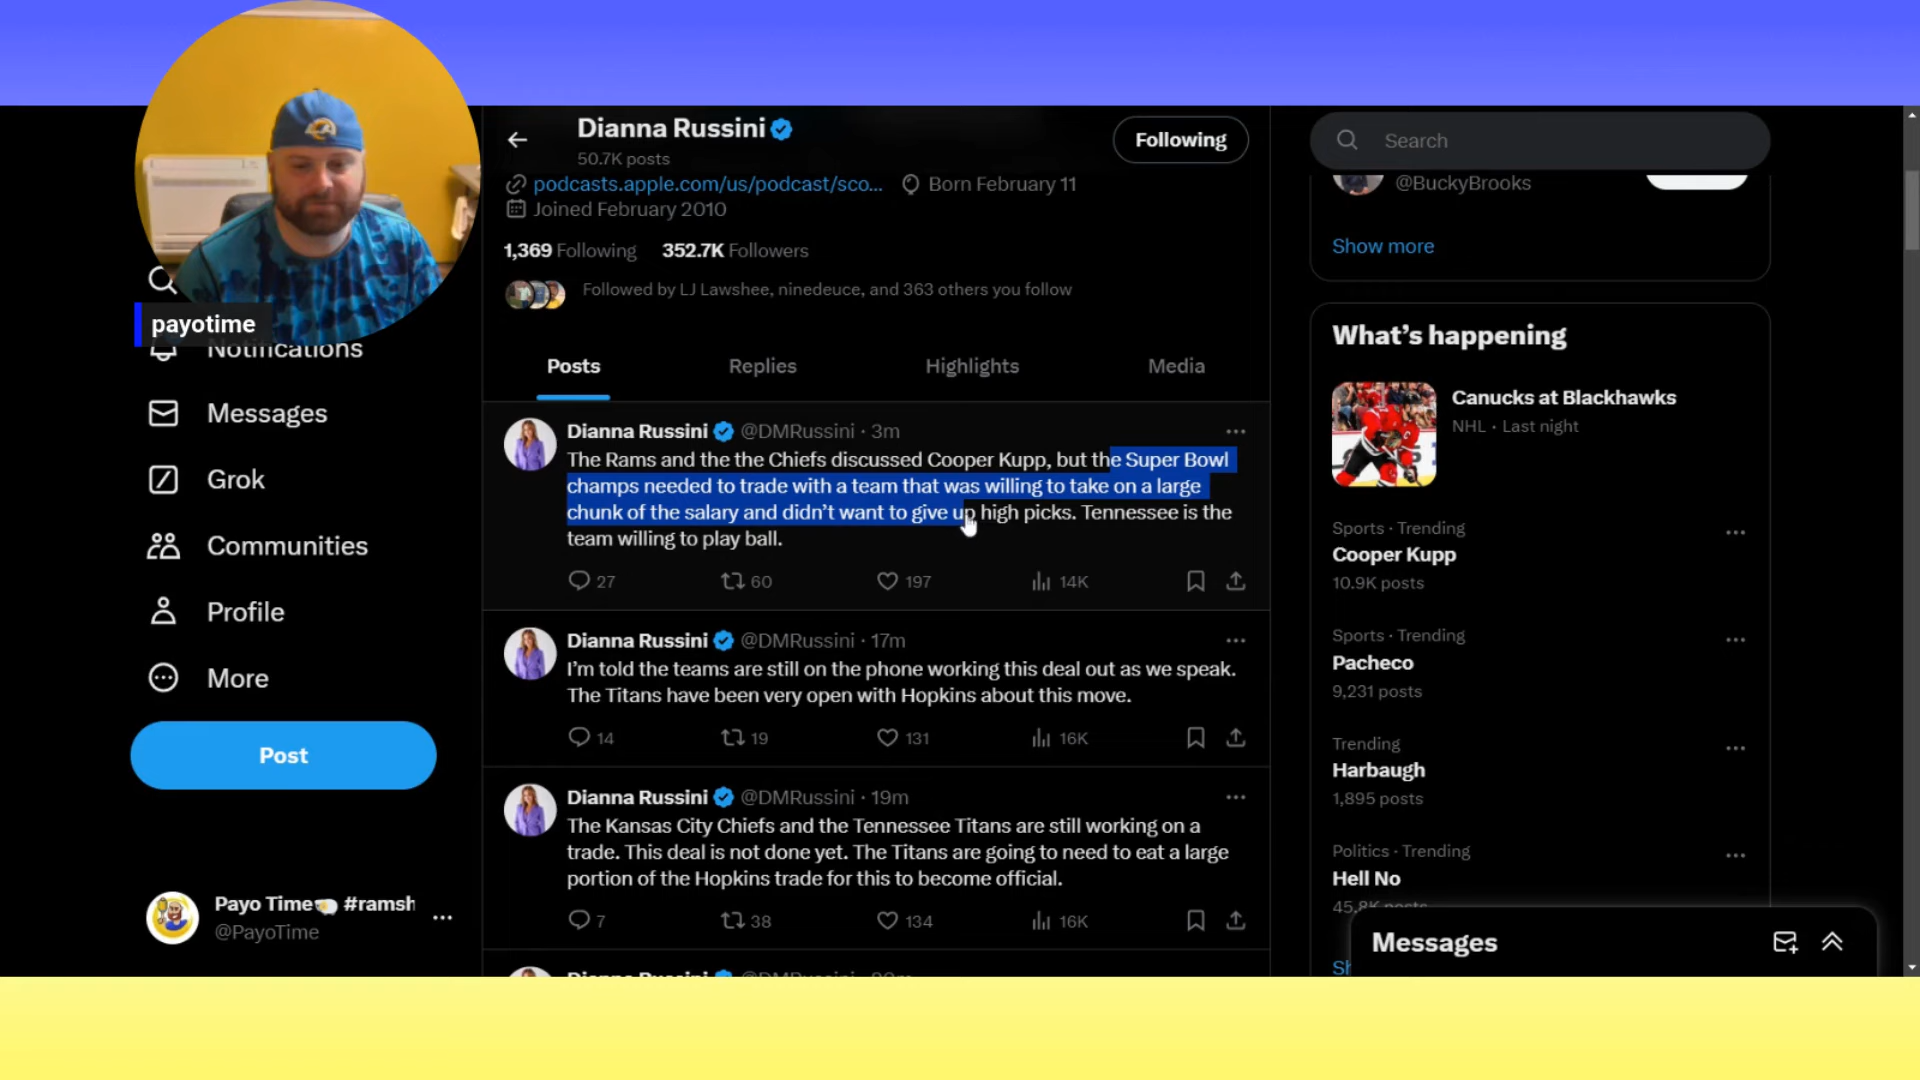 payotime
Notifications
Messages
Grok
Communities
Profile
More
Post
Payo Time #ramsh
@PayoTime
Dianna Russini
50.7K posts
Following
podcasts.apple.com/us/podcast/sco... Born February 11
Joined February 2010
1,369 Following 352.7K Followers
Followed by LJ Lawshee, ninedeuce, and 363 others you follow
Posts Replies Highlights Media
Dianna Russini @DMRussini · 3m
The Rams and the the Chiefs discussed Cooper Kupp, but the Super Bowl
champs needed to trade with a team that was willing to take on a large
chunk of the salary and didn't want to give up high picks. Tennessee is the
team willing to play ball.
27 60 197 14K
Dianna Russini @DMRussini · 17m
I'm told the teams are still on the phone working this deal out as we speak.
The Titans have been very open with Hopkins about this move.
14 19 131 16K
Dianna Russini @DMRussini · 19m
The Kansas City Chiefs and the Tennessee Titans are still working on a
trade. This deal is not done yet. The Titans are going to need to eat a large
portion of the Hopkins trade for this to become official.
7 38 134 16K
Dianna Russini @DMRussini
Search
@BuckyBrooks
Show more
What's happening
Canucks at Blackhawks
NHL · Last night
Sports · Trending
Cooper Kupp
10.9K posts
Sports · Trending
Pacheco
9,231 posts
Trending
Harbaugh
1,895 posts
Politics · Trending
Hell No
45.8K posts
Messages